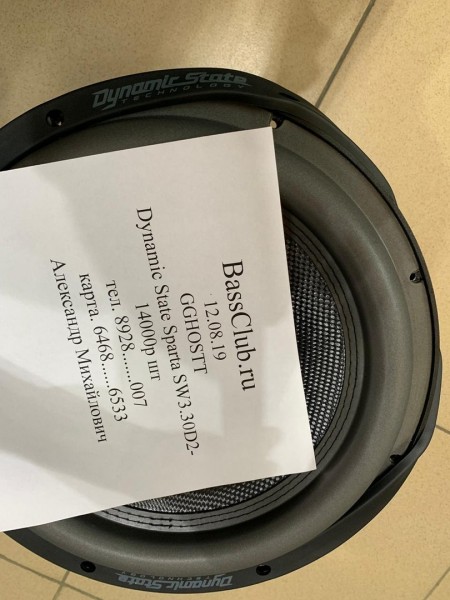 Dynamic State
TECHNOLOGY
BassClub.ru
12.08.19
GGHOSTT
Dynamic State Sparta SW3.30D2-
14000р шт
тел. 8928.......007
карта. 6468......6533
Александр Михайлович
Dynamic State
TECHNOLOGY